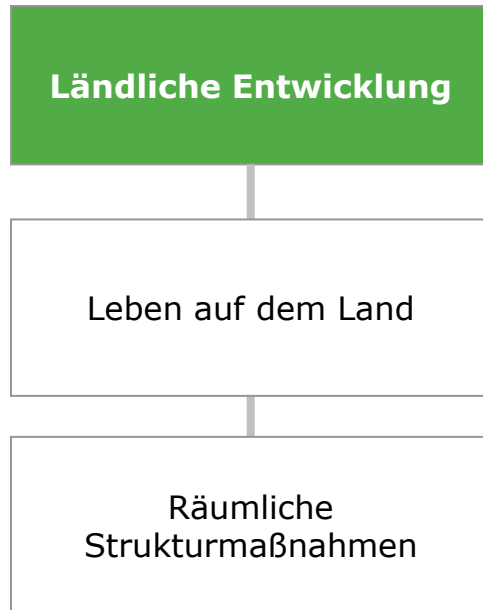 Ländliche Entwicklung
Leben auf dem Land
Räumliche
Strukturmaßnahmen